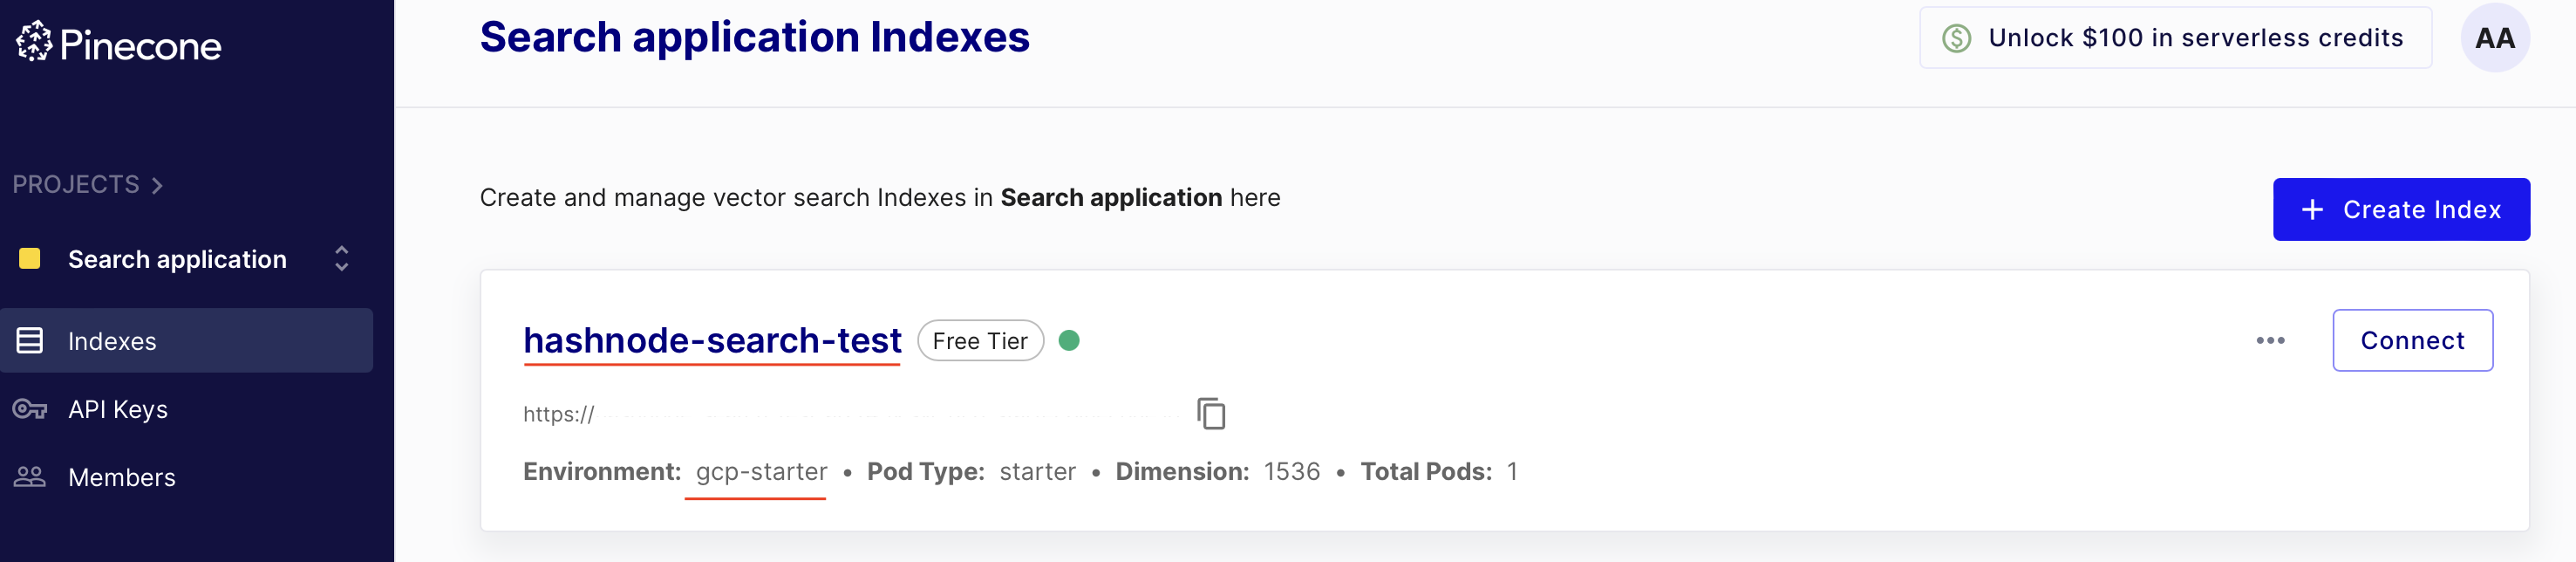 Pinecone
PROJECTS
Search application
Indexes
API Keys
Members
Search application Indexes
Unlock $100 in serverless credits
AA
Create and manage vector search Indexes in Search application here
+ Create Index
hashnode-search-test Free Tier
Connect
https://
Environment: gcp-starter • Pod Type: starter • Dimension: 1536 • Total Pods: 1